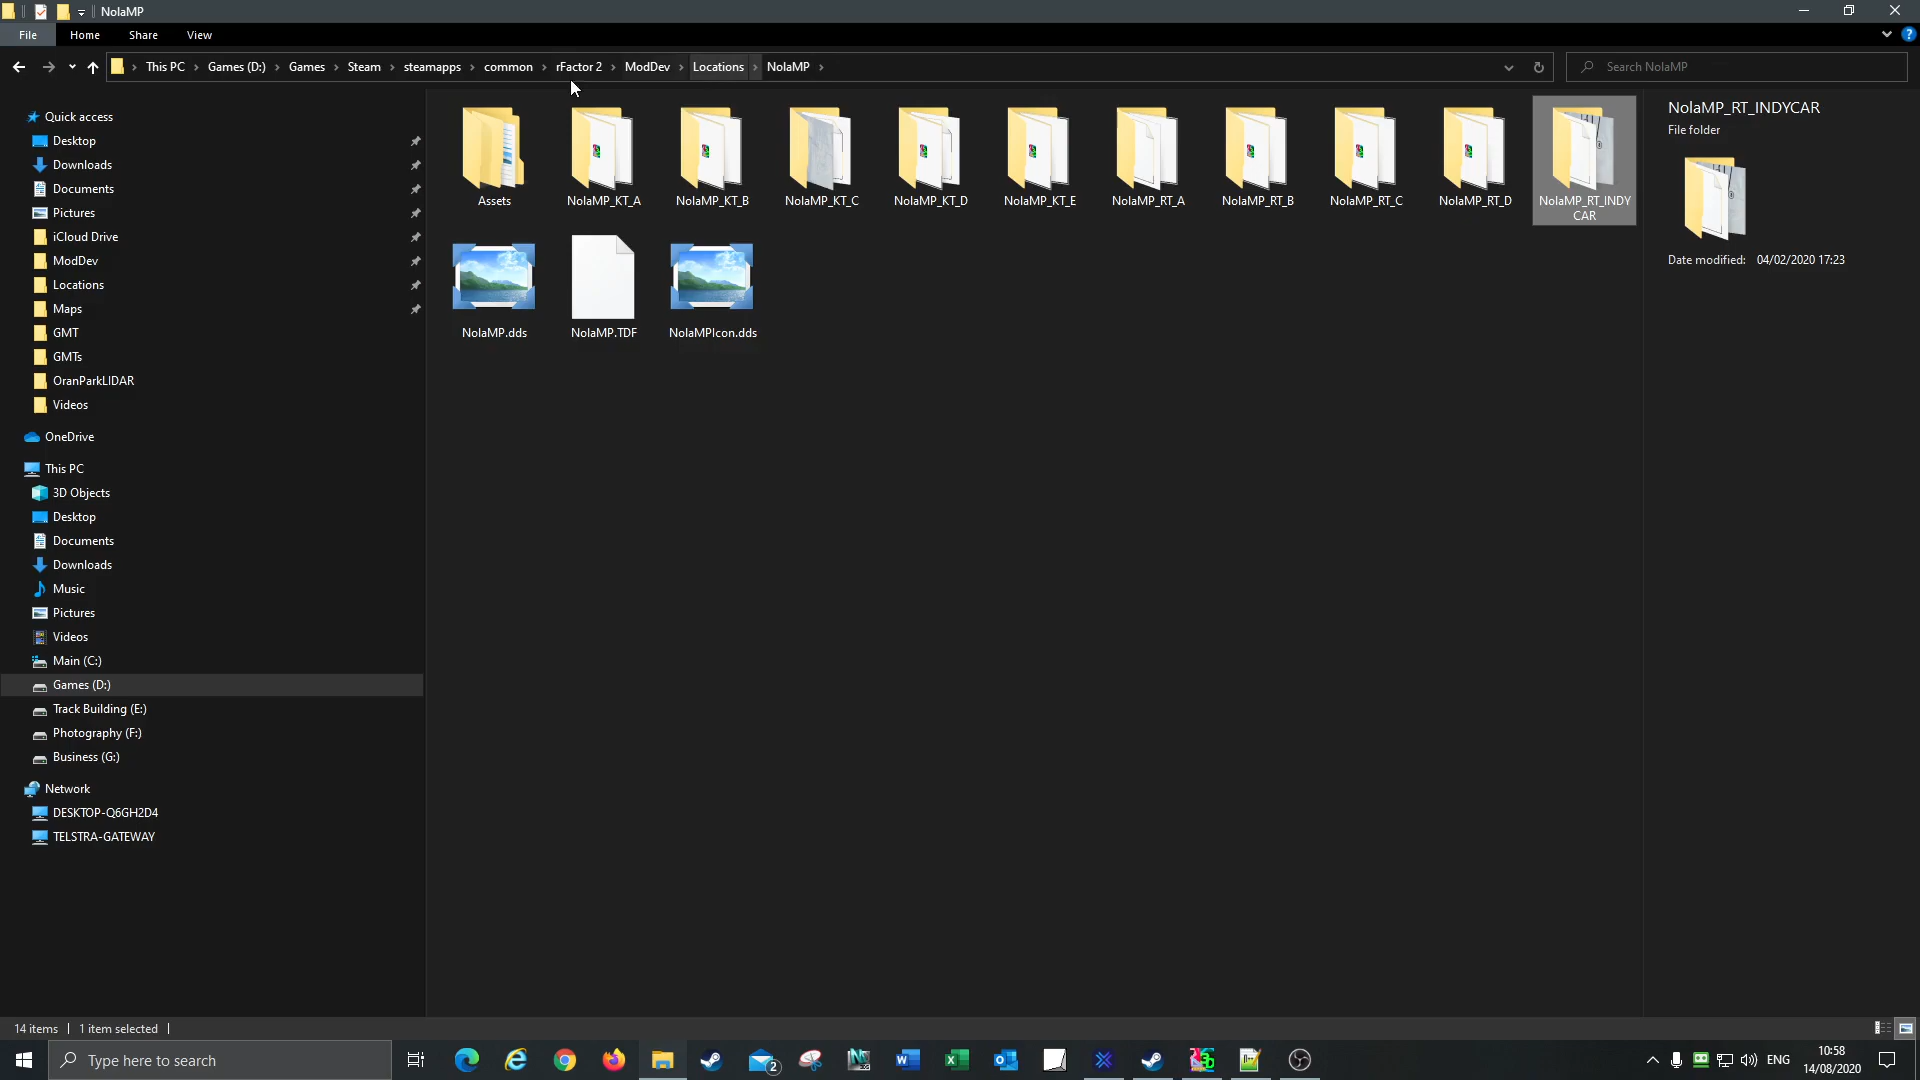 NolaMP
File Home Share View
This PC Games (D:) Games Steam steamapps common rFactor 2 ModDev Locations NolaMP
Search NolaMP
Quick access
Desktop
Downloads
Documents
Pictures
iCloud Drive
ModDev
Locations
Maps
GMT
GMTs
OranParkLIDAR
Videos
OneDrive
This PC
3D Objects
Desktop
Documents
Downloads
Music
Pictures
Videos
Main (C:)
Games (D:)
Track Building (E:)
Photography (F:)
Business (G:)
Network
DESKTOP-Q6GH2D4
TELSTRA-GATEWAY
Assets NolaMP_KT_A NolaMP_KT_B NolaMP_KT_C NolaMP_KT_D NolaMP_KT_E NolaMP_RT_A NolaMP_RT_B NolaMP_RT_C NolaMP_RT_D NolaMP_RT_INDY
CAR
NolaMP.dds NolaMP.TDF NolaMPIcon.dds
NolaMP_RT_INDYCAR
File folder
Date modified: 04/02/2020 17:23
14 items 1 item selected
Type here to search
2
ENG
10:58
14/08/2020